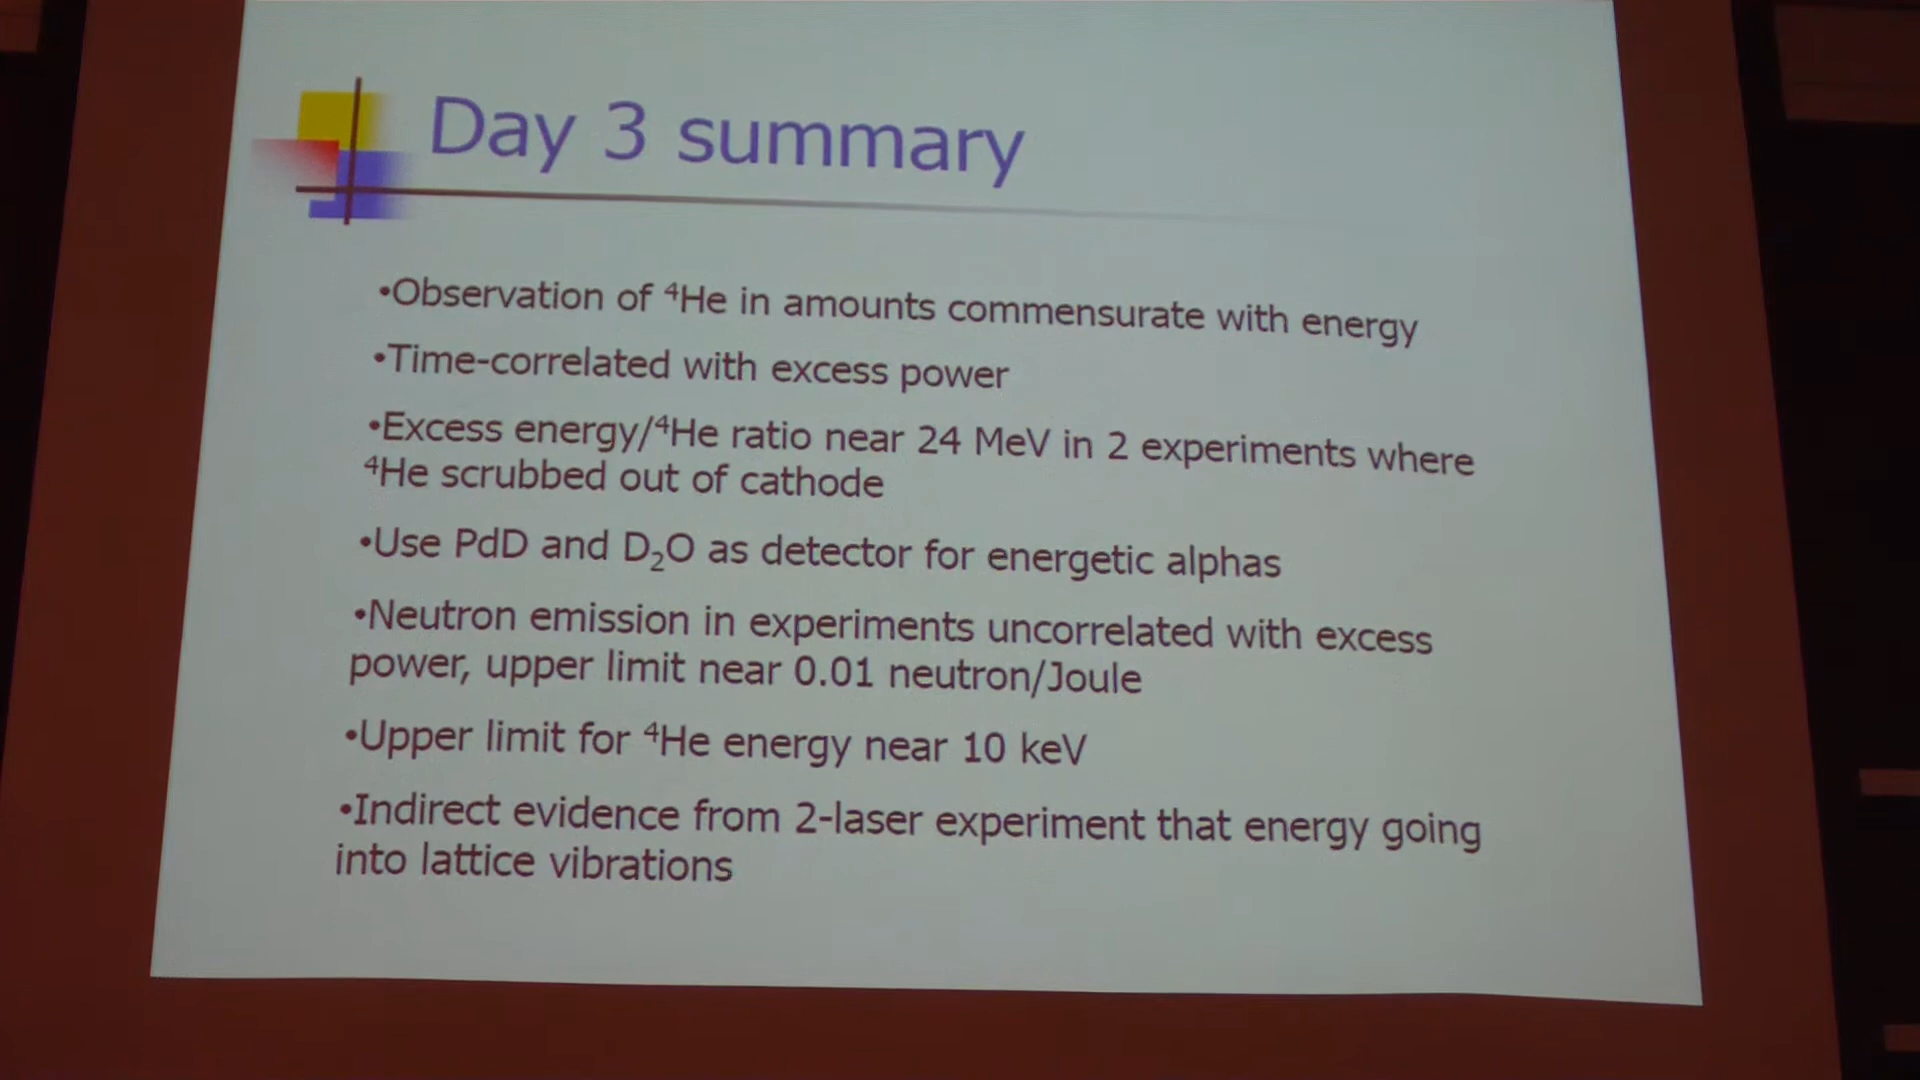 Day 3 summary
•Observation of ⁴He in amounts commensurate with energy
•Time-correlated with excess power
•Excess energy/⁴He ratio near 24 MeV in 2 experiments where
⁴He scrubbed out of cathode
•Use PdD and D₂O as detector for energetic alphas
•Neutron emission in experiments uncorrelated with excess
power, upper limit near 0.01 neutron/Joule
•Upper limit for ⁴He energy near 10 keV
•Indirect evidence from 2-laser experiment that energy going
into lattice vibrations